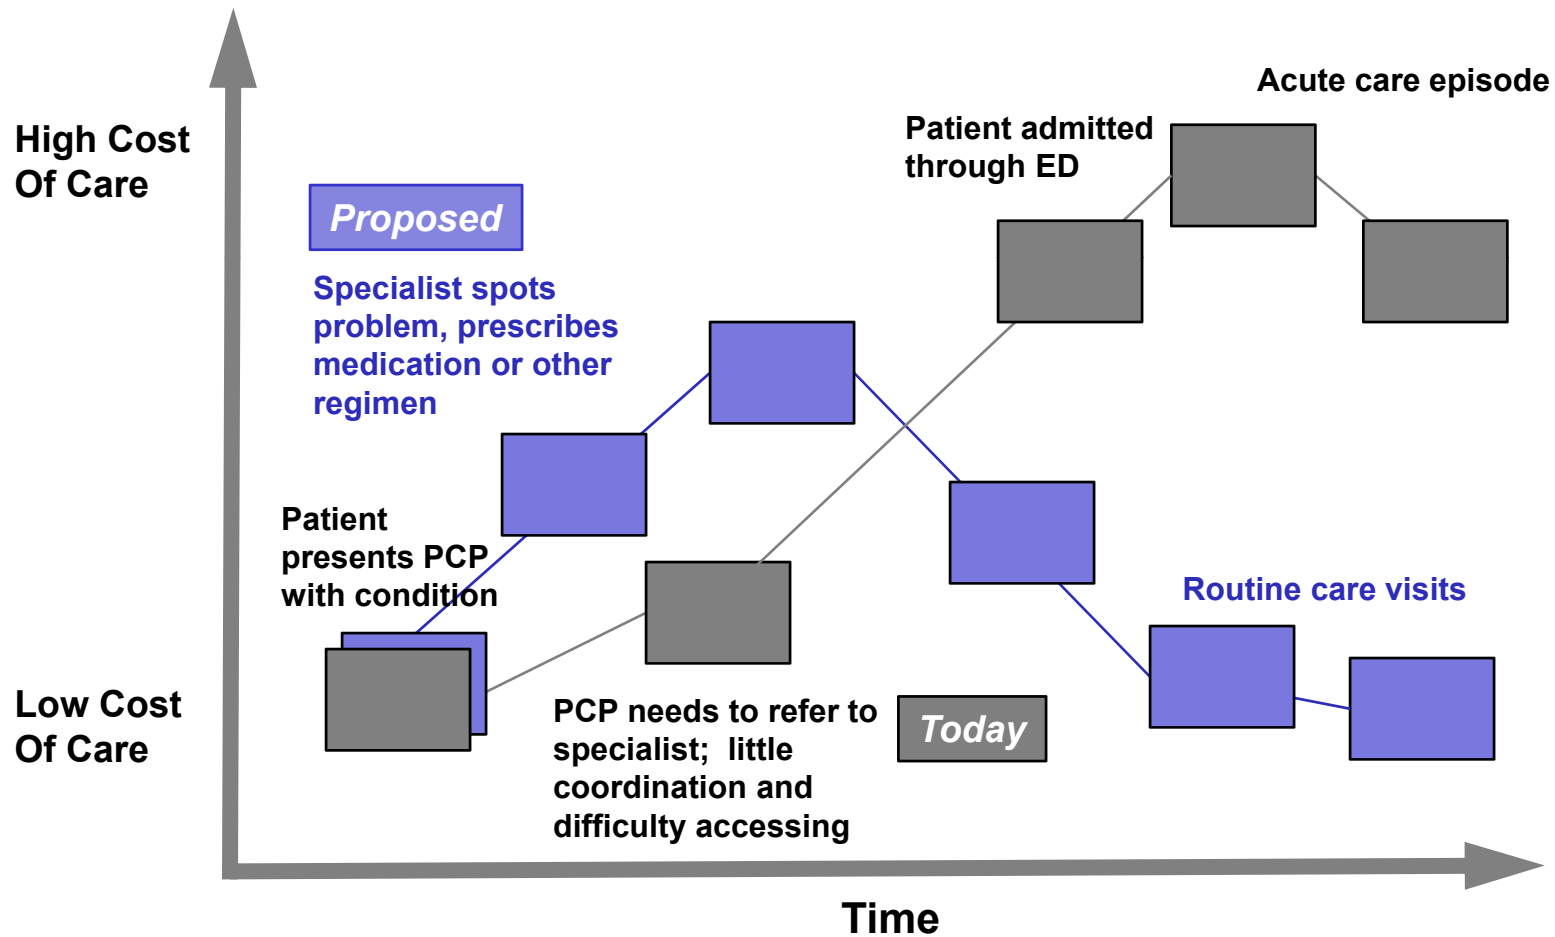 Acute care episode
High Cost
Of Care
Patient admitted
through ED
Proposed
Specialist spots
problem, prescribes
medication or other
regimen
Patient
presents PCP
with condition
Routine care visits
Low Cost
Of Care
PCP needs to refer to
specialist;  little
coordination and
difficulty accessing
Today
Time